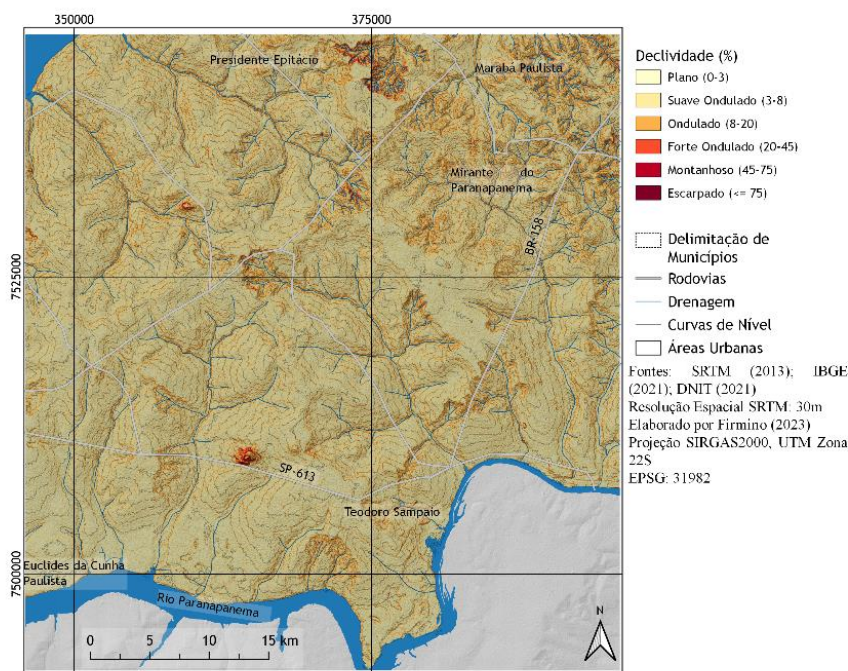 350000
375000
Presidente Epitácio
Marabá Paulista
Mirante do
Paranapanema
BR-158
7525000
SP-613
Teodoro Sampaio
Euclides da Cunha
Paulista
7500000
Rio Paranapanema
0 5 10 15 km
N
Declividade (%)
Plano (0-3)
Suave Ondulado (3-8)
Ondulado (8-20)
Forte Ondulado (20-45)
Montanhoso (45-75)
Escarpado (<= 75)
Delimitação de
Municípios
Rodovias
Drenagem
Curvas de Nível
Áreas Urbanas
Fontes: SRTM (2013); IBGE
(2021); DNIT (2021)
Resolução Espacial SRTM: 30m
Elaborado por Firmino (2023)
Projeção SIRGAS2000, UTM Zona
22S
EPSG: 31982